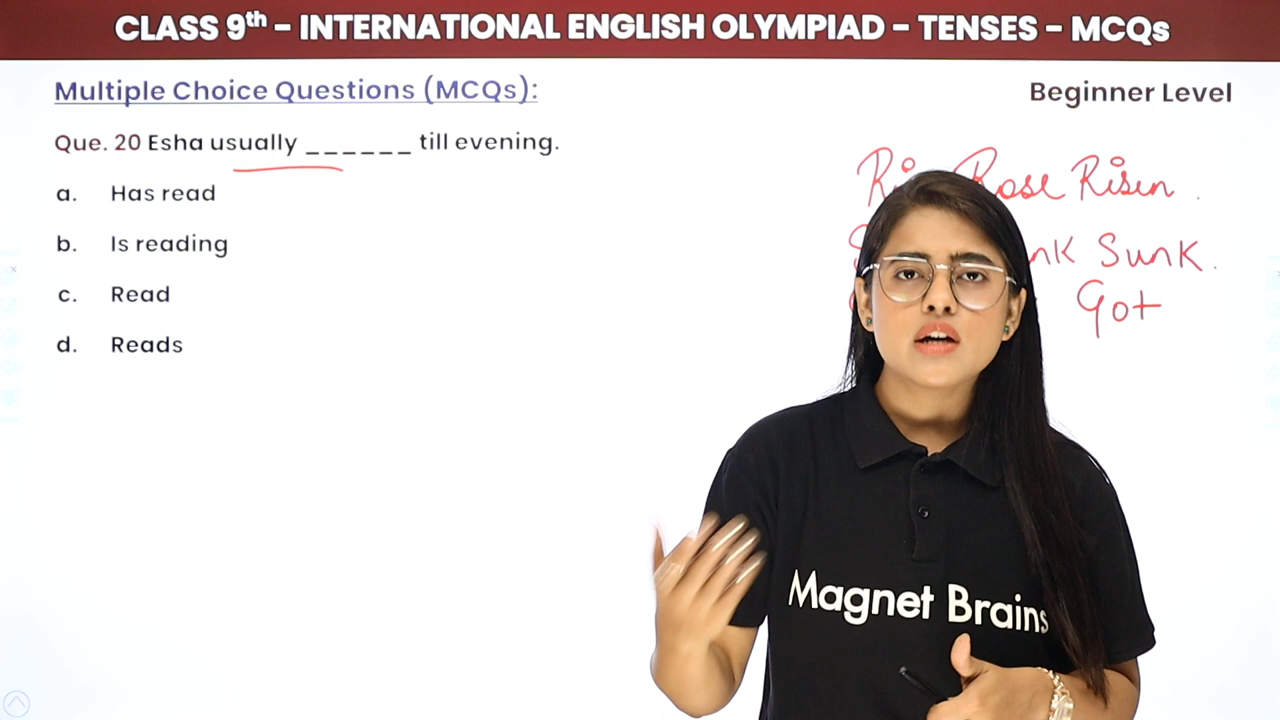 CLASS 9th – INTERNATIONAL ENGLISH OLYMPIAD – TENSES – MCQs
Multiple Choice Questions (MCQs):
Beginner Level
Que. 20 Esha usually ______ till evening.
a. Has read
b. Is reading
c. Read
d. Reads
Rose Risen
Sunk.
Got
Magnet Brains